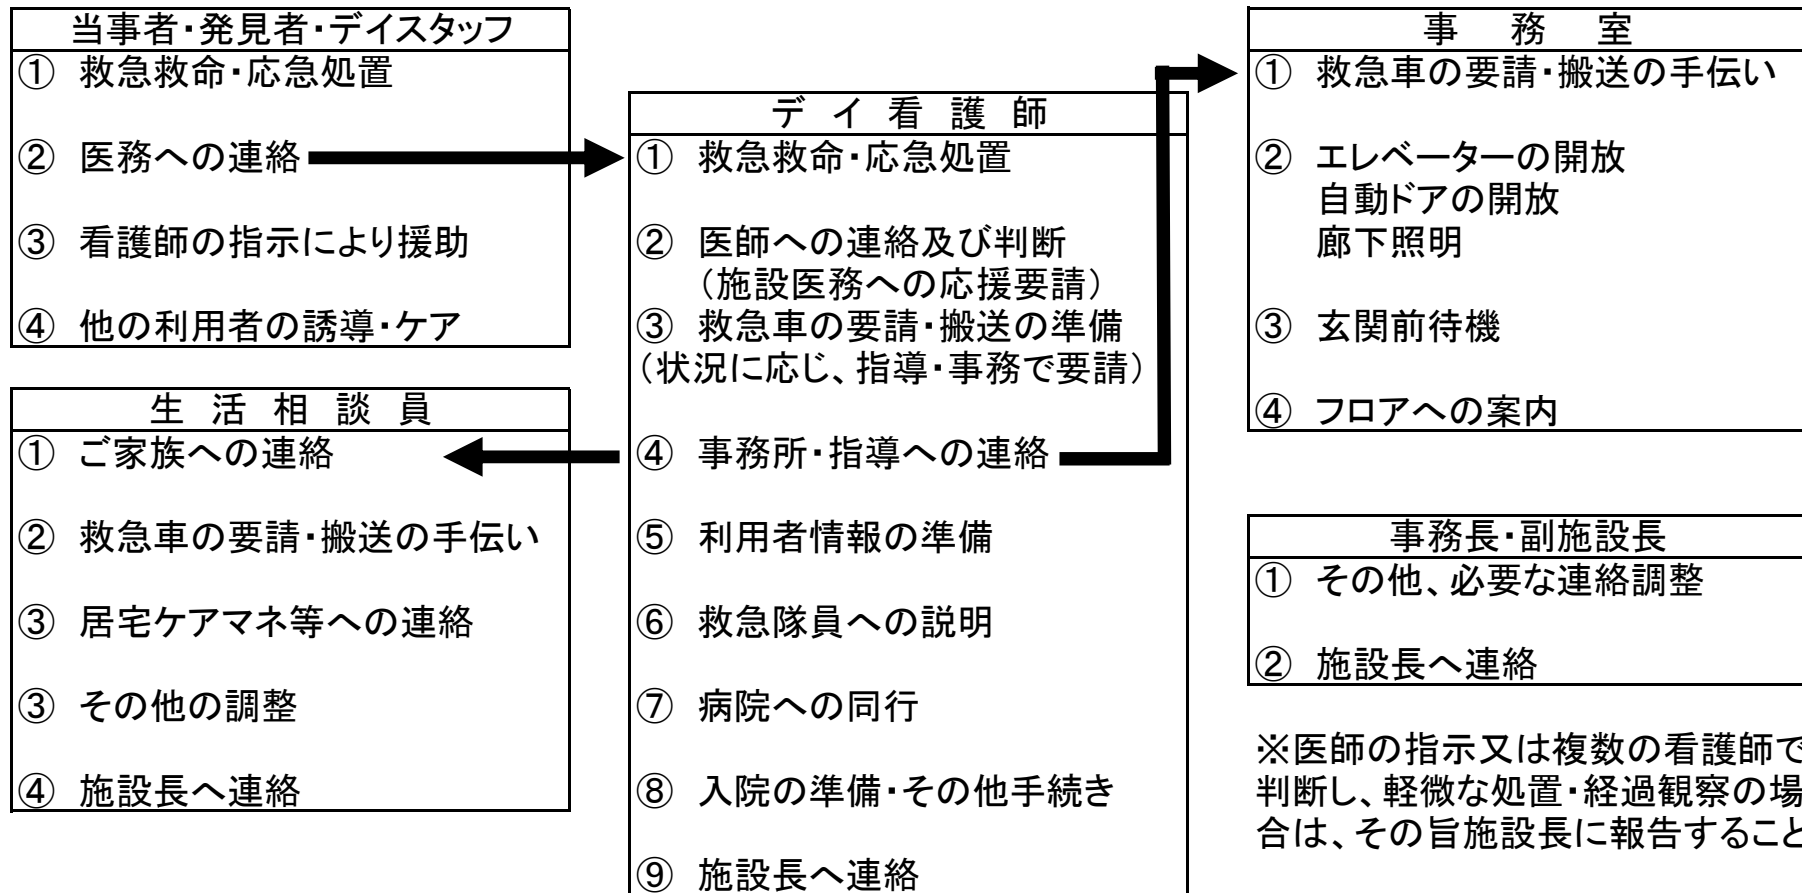 当事者・発見者・デイスタッフ
① 救急救命・応急処置
② 医務への連絡
③ 看護師の指示により援助
④ 他の利用者の誘導・ケア
生 活 相 談 員
① ご家族への連絡
② 救急車の要請・搬送の手伝い
③ 居宅ケアマネ等への連絡
③ その他の調整
④ 施設長へ連絡
デ イ 看 護 師
① 救急救命・応急処置
② 医師への連絡及び判断
（施設医務への応援要請）
③ 救急車の要請・搬送の準備
（状況に応じ、指導・事務で要請）
④ 事務所・指導への連絡
⑤ 利用者情報の準備
⑥ 救急隊員への説明
⑦ 病院への同行
⑧ 入院の準備・その他手続き
⑨ 施設長へ連絡
事 務 室
① 救急車の要請・搬送の手伝い
② エレベーターの開放
自動ドアの開放
廊下照明
③ 玄関前待機
④ フロアへの案内
事務長・副施設長
① その他、必要な連絡調整
② 施設長へ連絡
※医師の指示又は複数の看護師で
判断し、軽微な処置・経過観察の場
合は、その旨施設長に報告すること